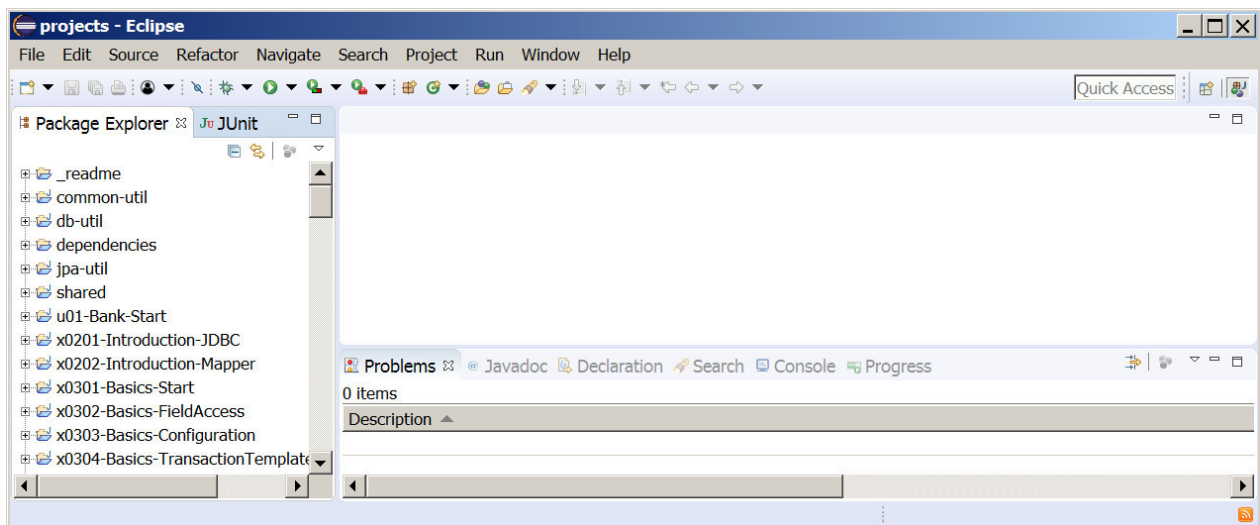 projects - Eclipse
File Edit Source Refactor Navigate Search Project Run Window Help
Quick Access
Package Explorer JUnit
_readme
common-util
db-util
dependencies
jpa-util
shared
u01-Bank-Start
x0201-Introduction-JDBC
x0202-Introduction-Mapper
x0301-Basics-Start
x0302-Basics-FieldAccess
x0303-Basics-Configuration
x0304-Basics-TransactionTemplate
Problems @ Javadoc Declaration Search Console Progress
0 items
Description